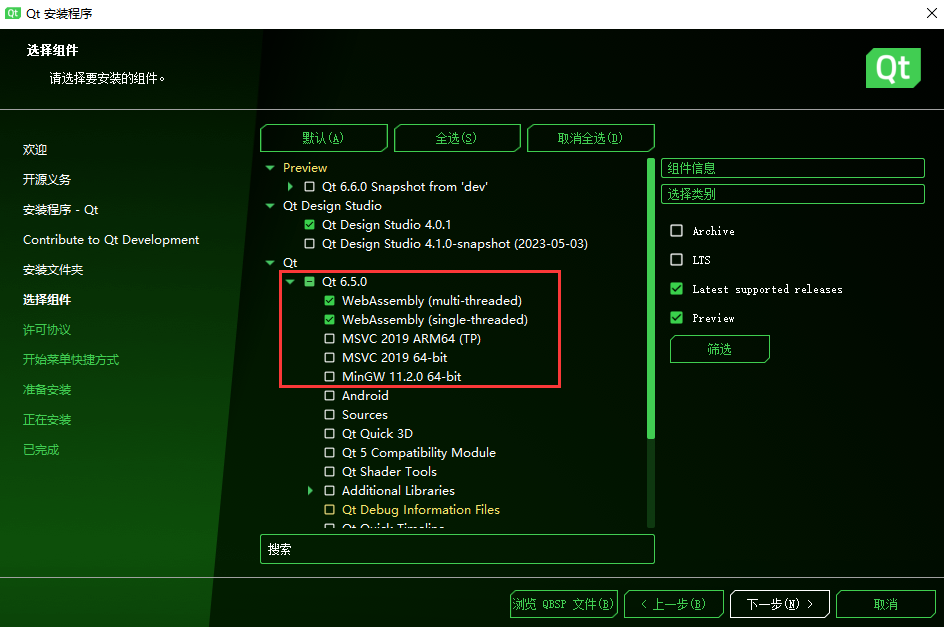 Qt Qt 安装程序
选择组件
请选择要安装的组件。
Qt
欢迎
开源义务
安装程序 - Qt
Contribute to Qt Development
安装文件夹
选择组件
许可协议
开始菜单快捷方式
准备安装
正在安装
已完成
默认(A)
全选(S)
取消全选(D)
Preview
Qt 6.6.0 Snapshot from 'dev'
Qt Design Studio
Qt Design Studio 4.0.1
Qt Design Studio 4.1.0-snapshot (2023-05-03)
Qt
Qt 6.5.0
WebAssembly (multi-threaded)
WebAssembly (single-threaded)
MSVC 2019 ARM64 (TP)
MSVC 2019 64-bit
MinGW 11.2.0 64-bit
Android
Sources
Qt Quick 3D
Qt 5 Compatibility Module
Qt Shader Tools
Additional Libraries
Qt Debug Information Files
Qt Quick Timeline
搜索
组件信息
选择类别
Archive
LTS
Latest supported releases
Preview
筛选
浏览 QBSP 文件(B)
< 上一步(B)
下一步(N) >
取消